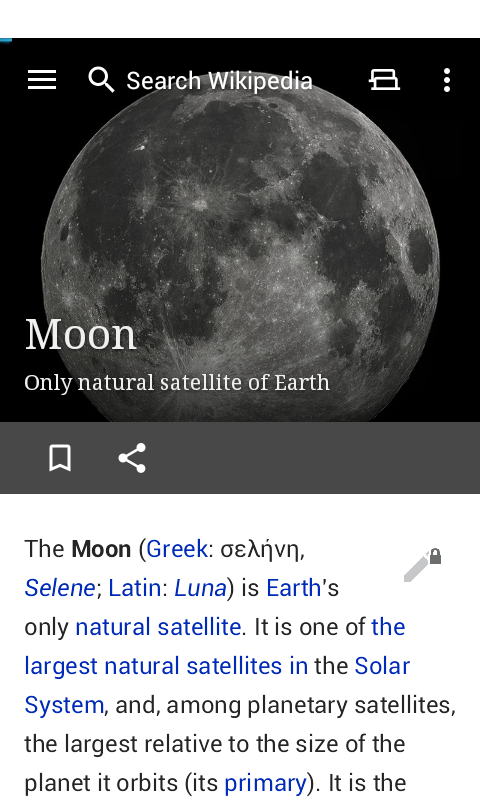 Search Wikipedia
Moon
Only natural satellite of Earth
The Moon (Greek: σελήνη,
Selene; Latin: Luna) is Earth's
only natural satellite. It is one of the
largest natural satellites in the Solar
System, and, among planetary satellites,
the largest relative to the size of the
planet it orbits (its primary). It is the